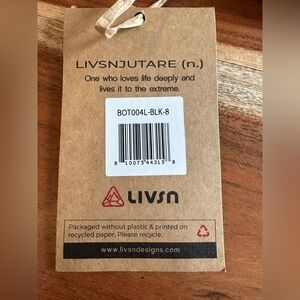 LIVSNJUTARE (n.)
One who loves life deeply and
lives it to the extreme.
BOT004L-BLK-8
8 10075 44315 8
LIVSN
Packaged without plastic & printed on
recycled paper. Please recycle.
www.livsndesigns.com